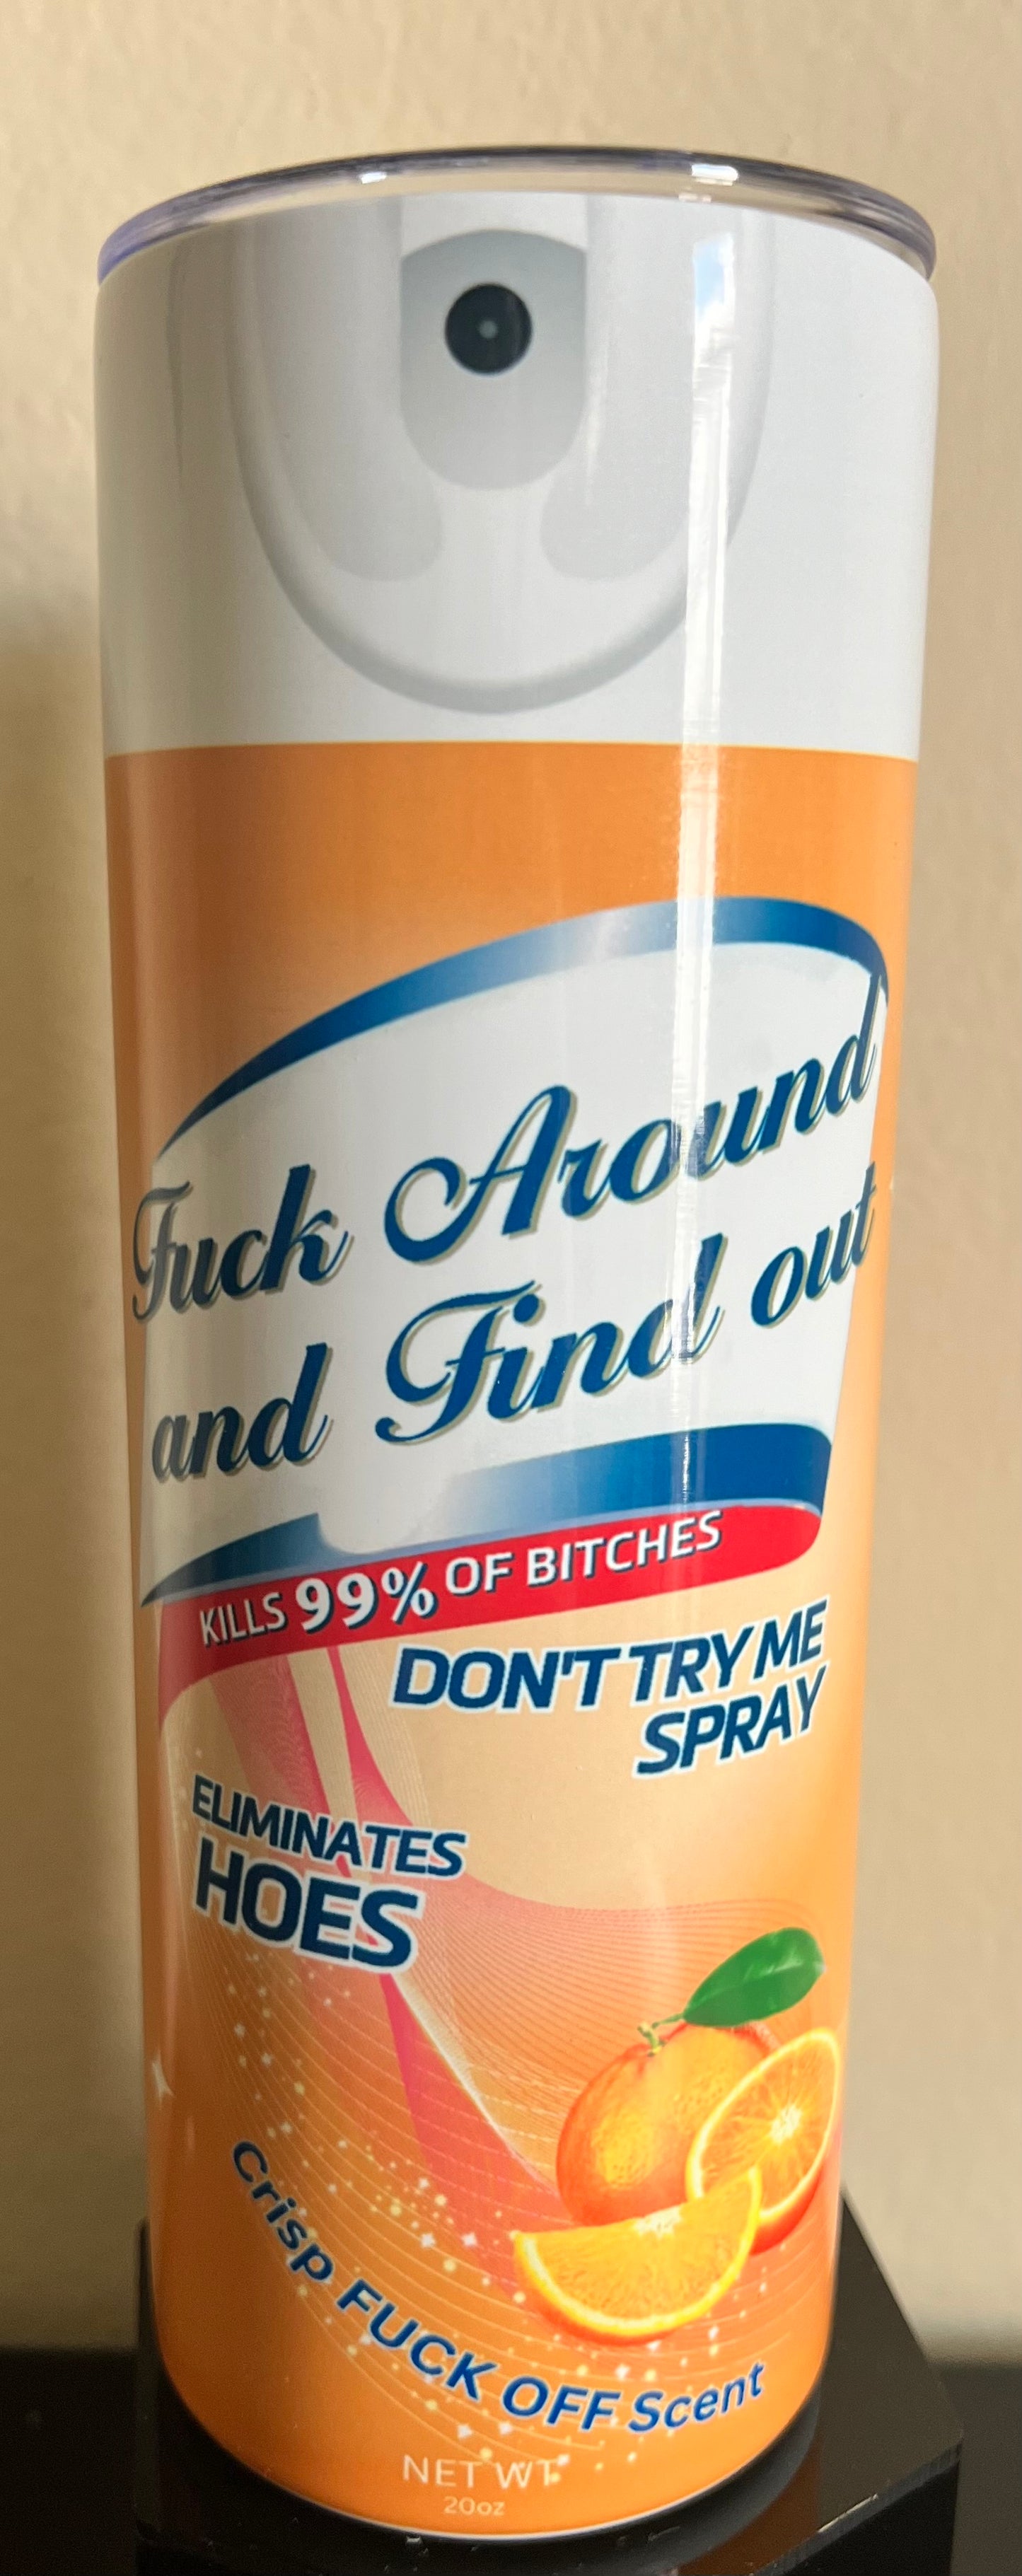 Fuck Around
and Find out
KILLS 99% OF BITCHES
DON'T TRY ME
SPRAY
ELIMINATES
HOES
Crisp FUCK OFF Scent
NET WT
20oz